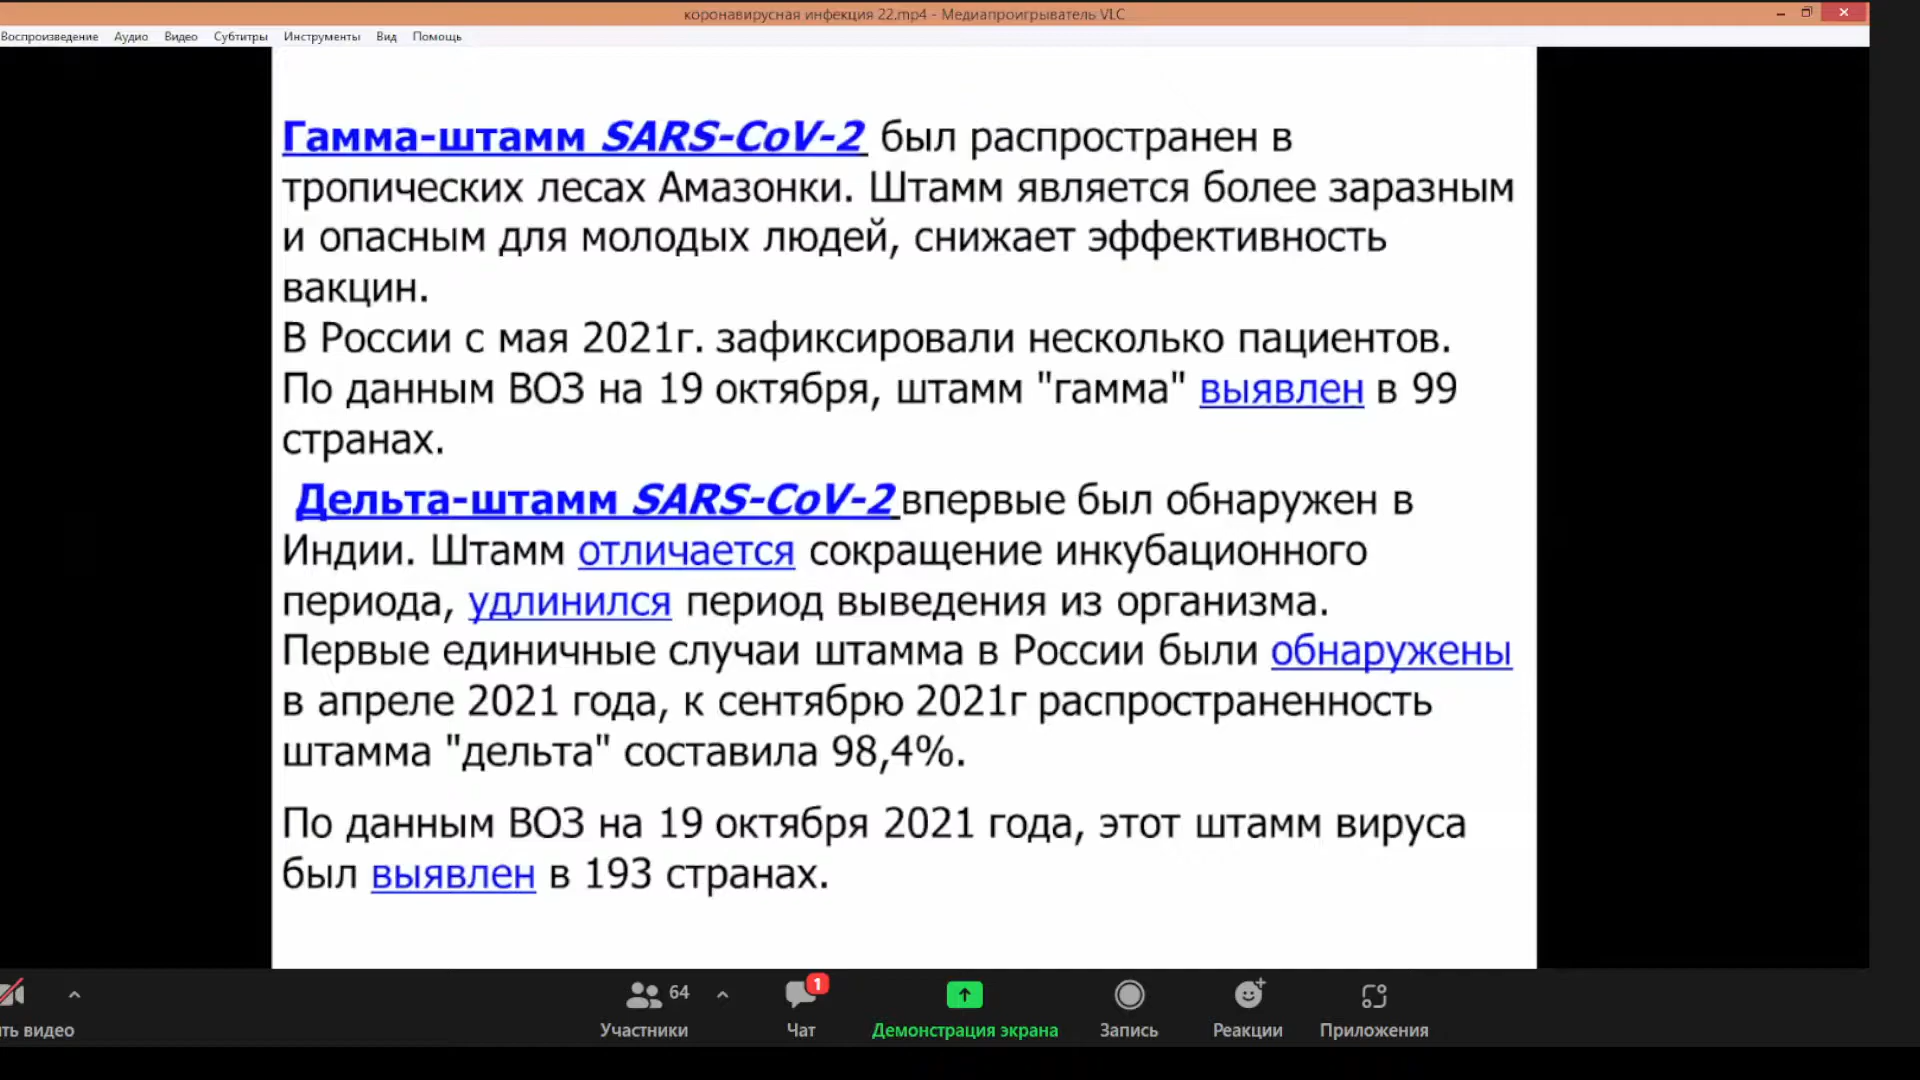 коронавирусная инфекция 22.mp4 - Медиапроигрыватель VLC
Воспроизведение Аудио Видео Субтитры Инструменты Вид Помощь
Гамма-штамм SARS-CoV-2 был распространен в
тропических лесах Амазонки. Штамм является более заразным
и опасным для молодых людей, снижает эффективность
вакцин.
В России с мая 2021г. зафиксировали несколько пациентов.
По данным ВОЗ на 19 октября, штамм "гамма" выявлен в 99
странах.
Дельта-штамм SARS-CoV-2 впервые был обнаружен в
Индии. Штамм отличается сокращение инкубационного
периода, удлинился период выведения из организма.
Первые единичные случаи штамма в России были обнаружены
в апреле 2021 года, к сентябрю 2021г распространенность
штамма "дельта" составила 98,4%.
По данным ВОЗ на 19 октября 2021 года, этот штамм вируса
был выявлен в 193 странах.
64 1
ть видео Участники Чат Демонстрация экрана Запись Реакции Приложения